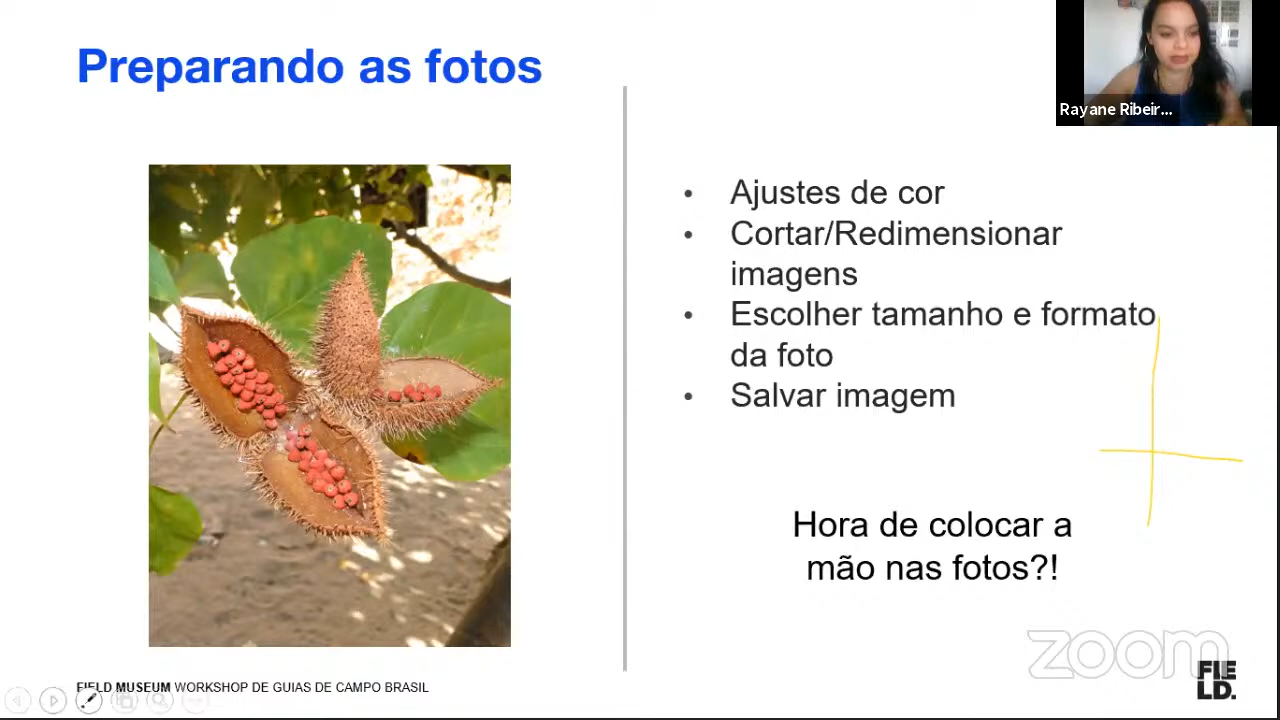 Preparando as fotos
Rayane Ribeir...
• Ajustes de cor
• Cortar/Redimensionar
imagens
• Escolher tamanho e formato
da foto
• Salvar imagem
Hora de colocar a
mão nas fotos?!
zoom
FIELD MUSEUM WORKSHOP DE GUIAS DE CAMPO BRASIL
FIE
LD.